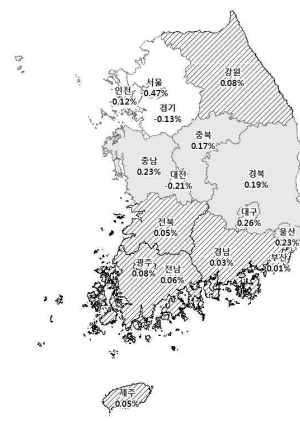 강원
0.08%
서울
-0.47%
인천
0.12%
경기
-0.13%
충북
0.17%
충남
0.23%
대전
-0.21%
경북
0.19%
대구
0.26%
전북
0.05%
울산
0.23%
경남
0.03%
부산
0.01%
광주
0.08%
전남
0.06%
제주
0.05%